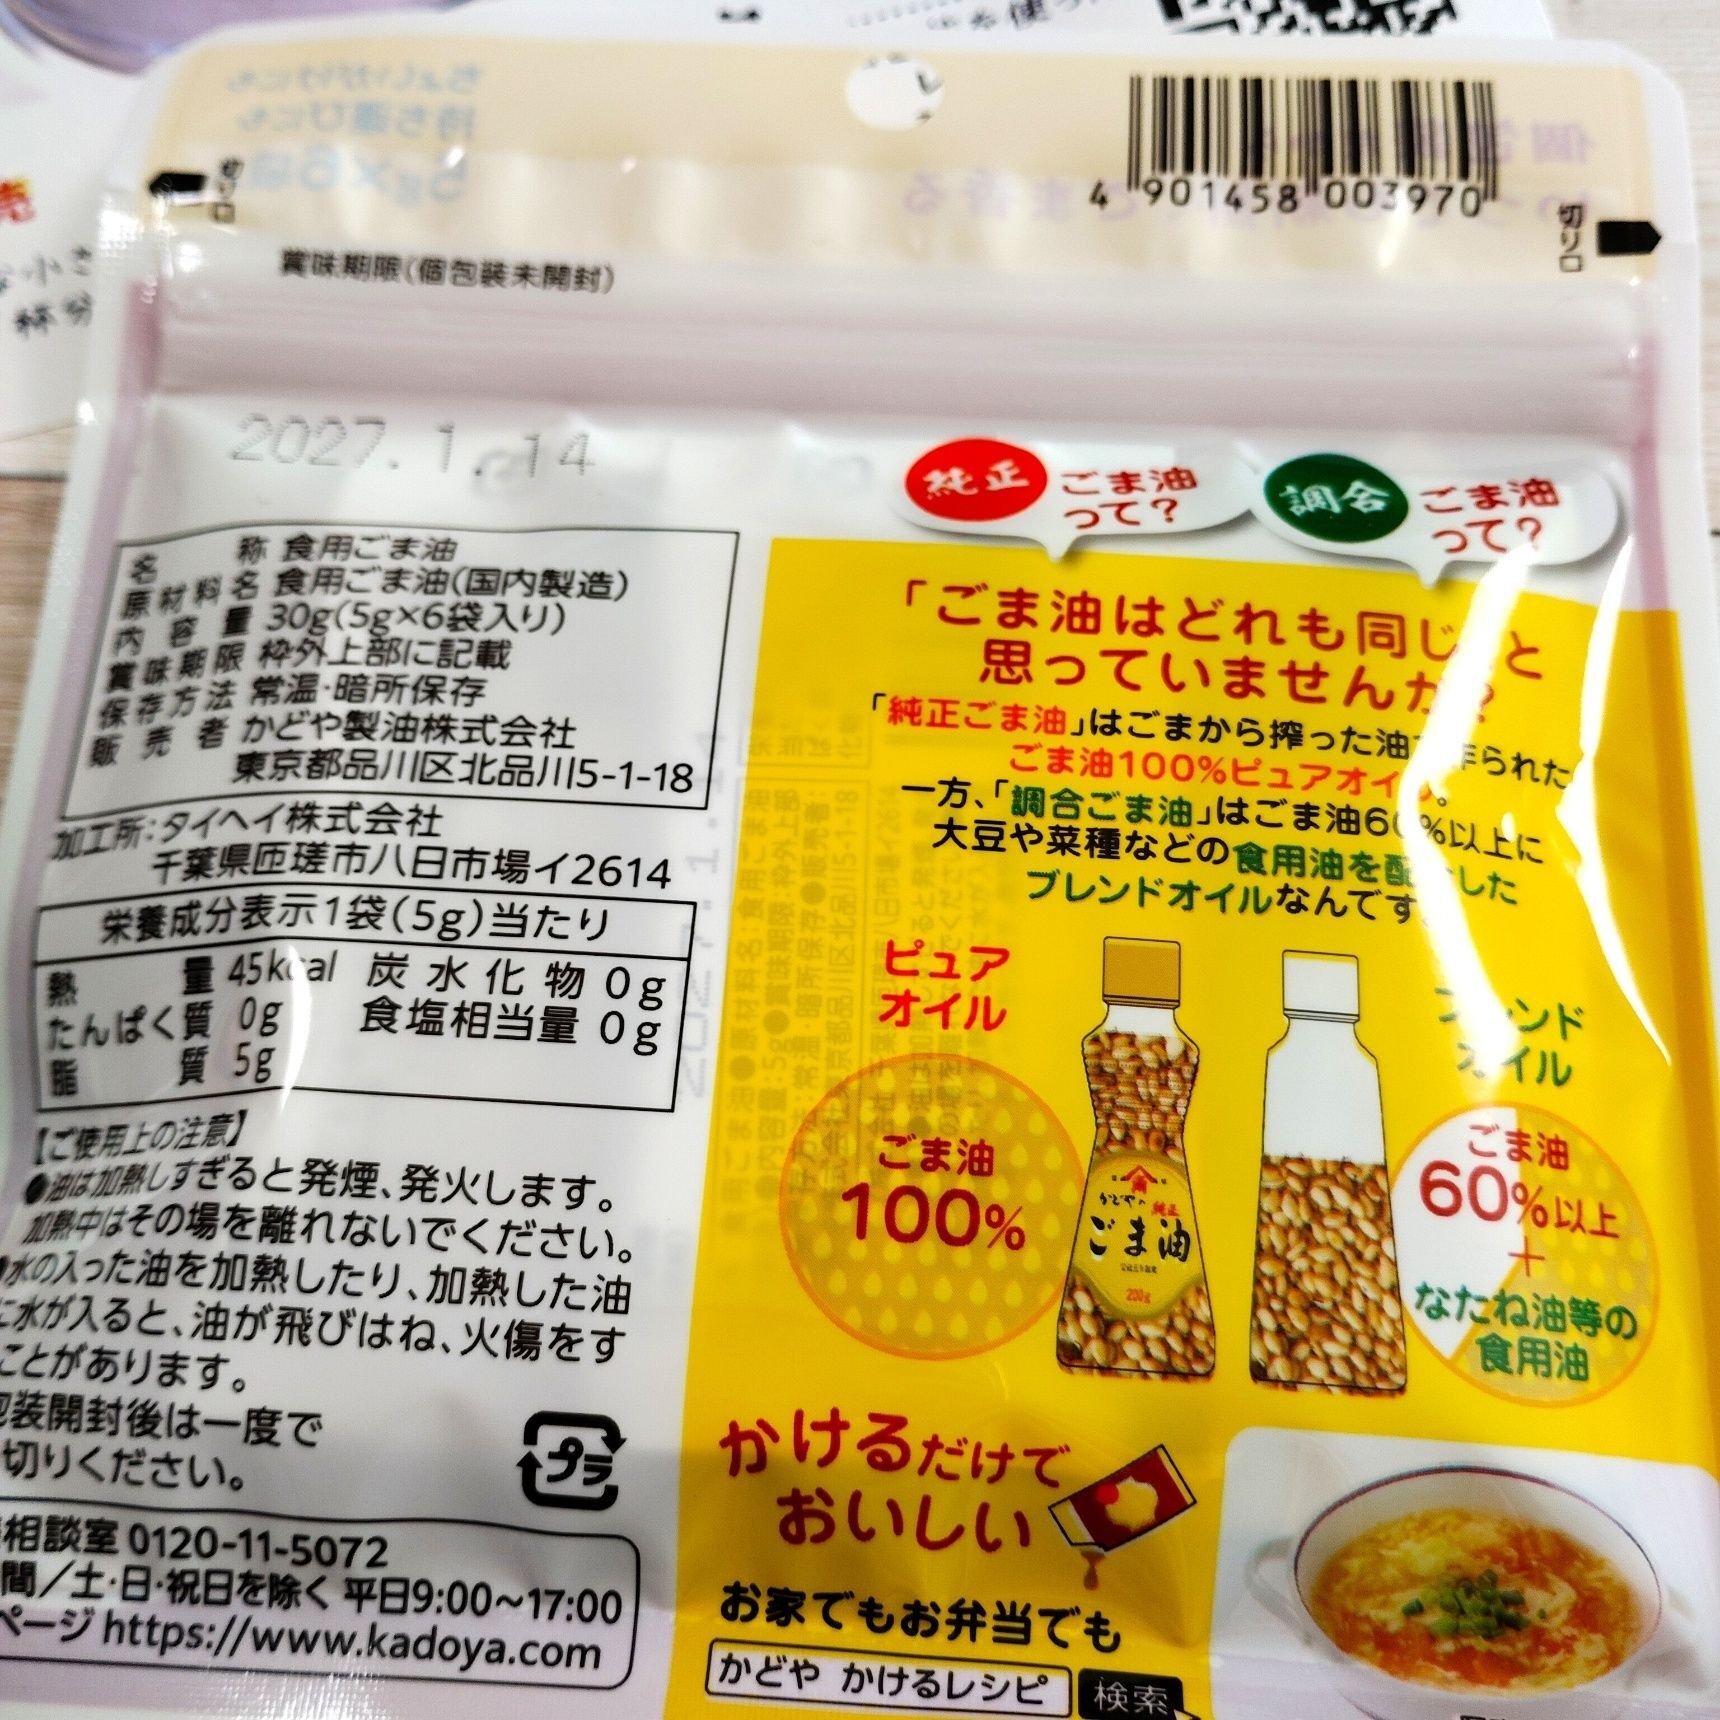 4 901458 003970
切り口
切り口
賞味期限(個包装未開封)
2027. 1. 14
名称 食用ごま油
原材料名 食用ごま油(国内製造)
内容量 30g(5g×6袋入り)
賞味期限 枠外上部に記載
保存方法 常温・暗所保存
販売者 かどや製油株式会社
東京都品川区北品川5-1-18
加工所:タイヘイ株式会社
千葉県匝瑳市八日市場イ2614
栄養成分表示1袋(5g)当たり
熱量 45kcal 炭水化物 0g
たんぱく質 0g 食塩相当量 0g
脂質 5g
【ご使用上の注意】
●油は加熱しすぎると発煙、発火します。
加熱中はその場を離れないでください。
水の入った油を加熱したり、加熱した油
に水が入ると、油が飛びはね、火傷をす
ことがあります。
装開封後は一度で
切りください。
プラ
相談室 0120-11-5072
間/土・日・祝日を除く 平日9:00~17:00
ページ https://www.kadoya.com
純正 ごま油
って?
調合 ごま油
って?
「ごま油はどれも同じ と
思っていませんか?
「純正ごま油」はごまから搾った油 作られた
ごま油100%ピュアオイ 。
一方、「調合ごま油」はごま油6 %以上に
大豆や菜種などの食用油を配 した
ブレンドオイルなんです
ピュア
オイル
ごま油
100%
かどやの
純正
ごま油
200g
ンド
オイル
ごま油
60%以上
+
なたね油等の
食用油
かけるだけで
おいしい
お家でもお弁当でも
かどや かけるレシピ 検索